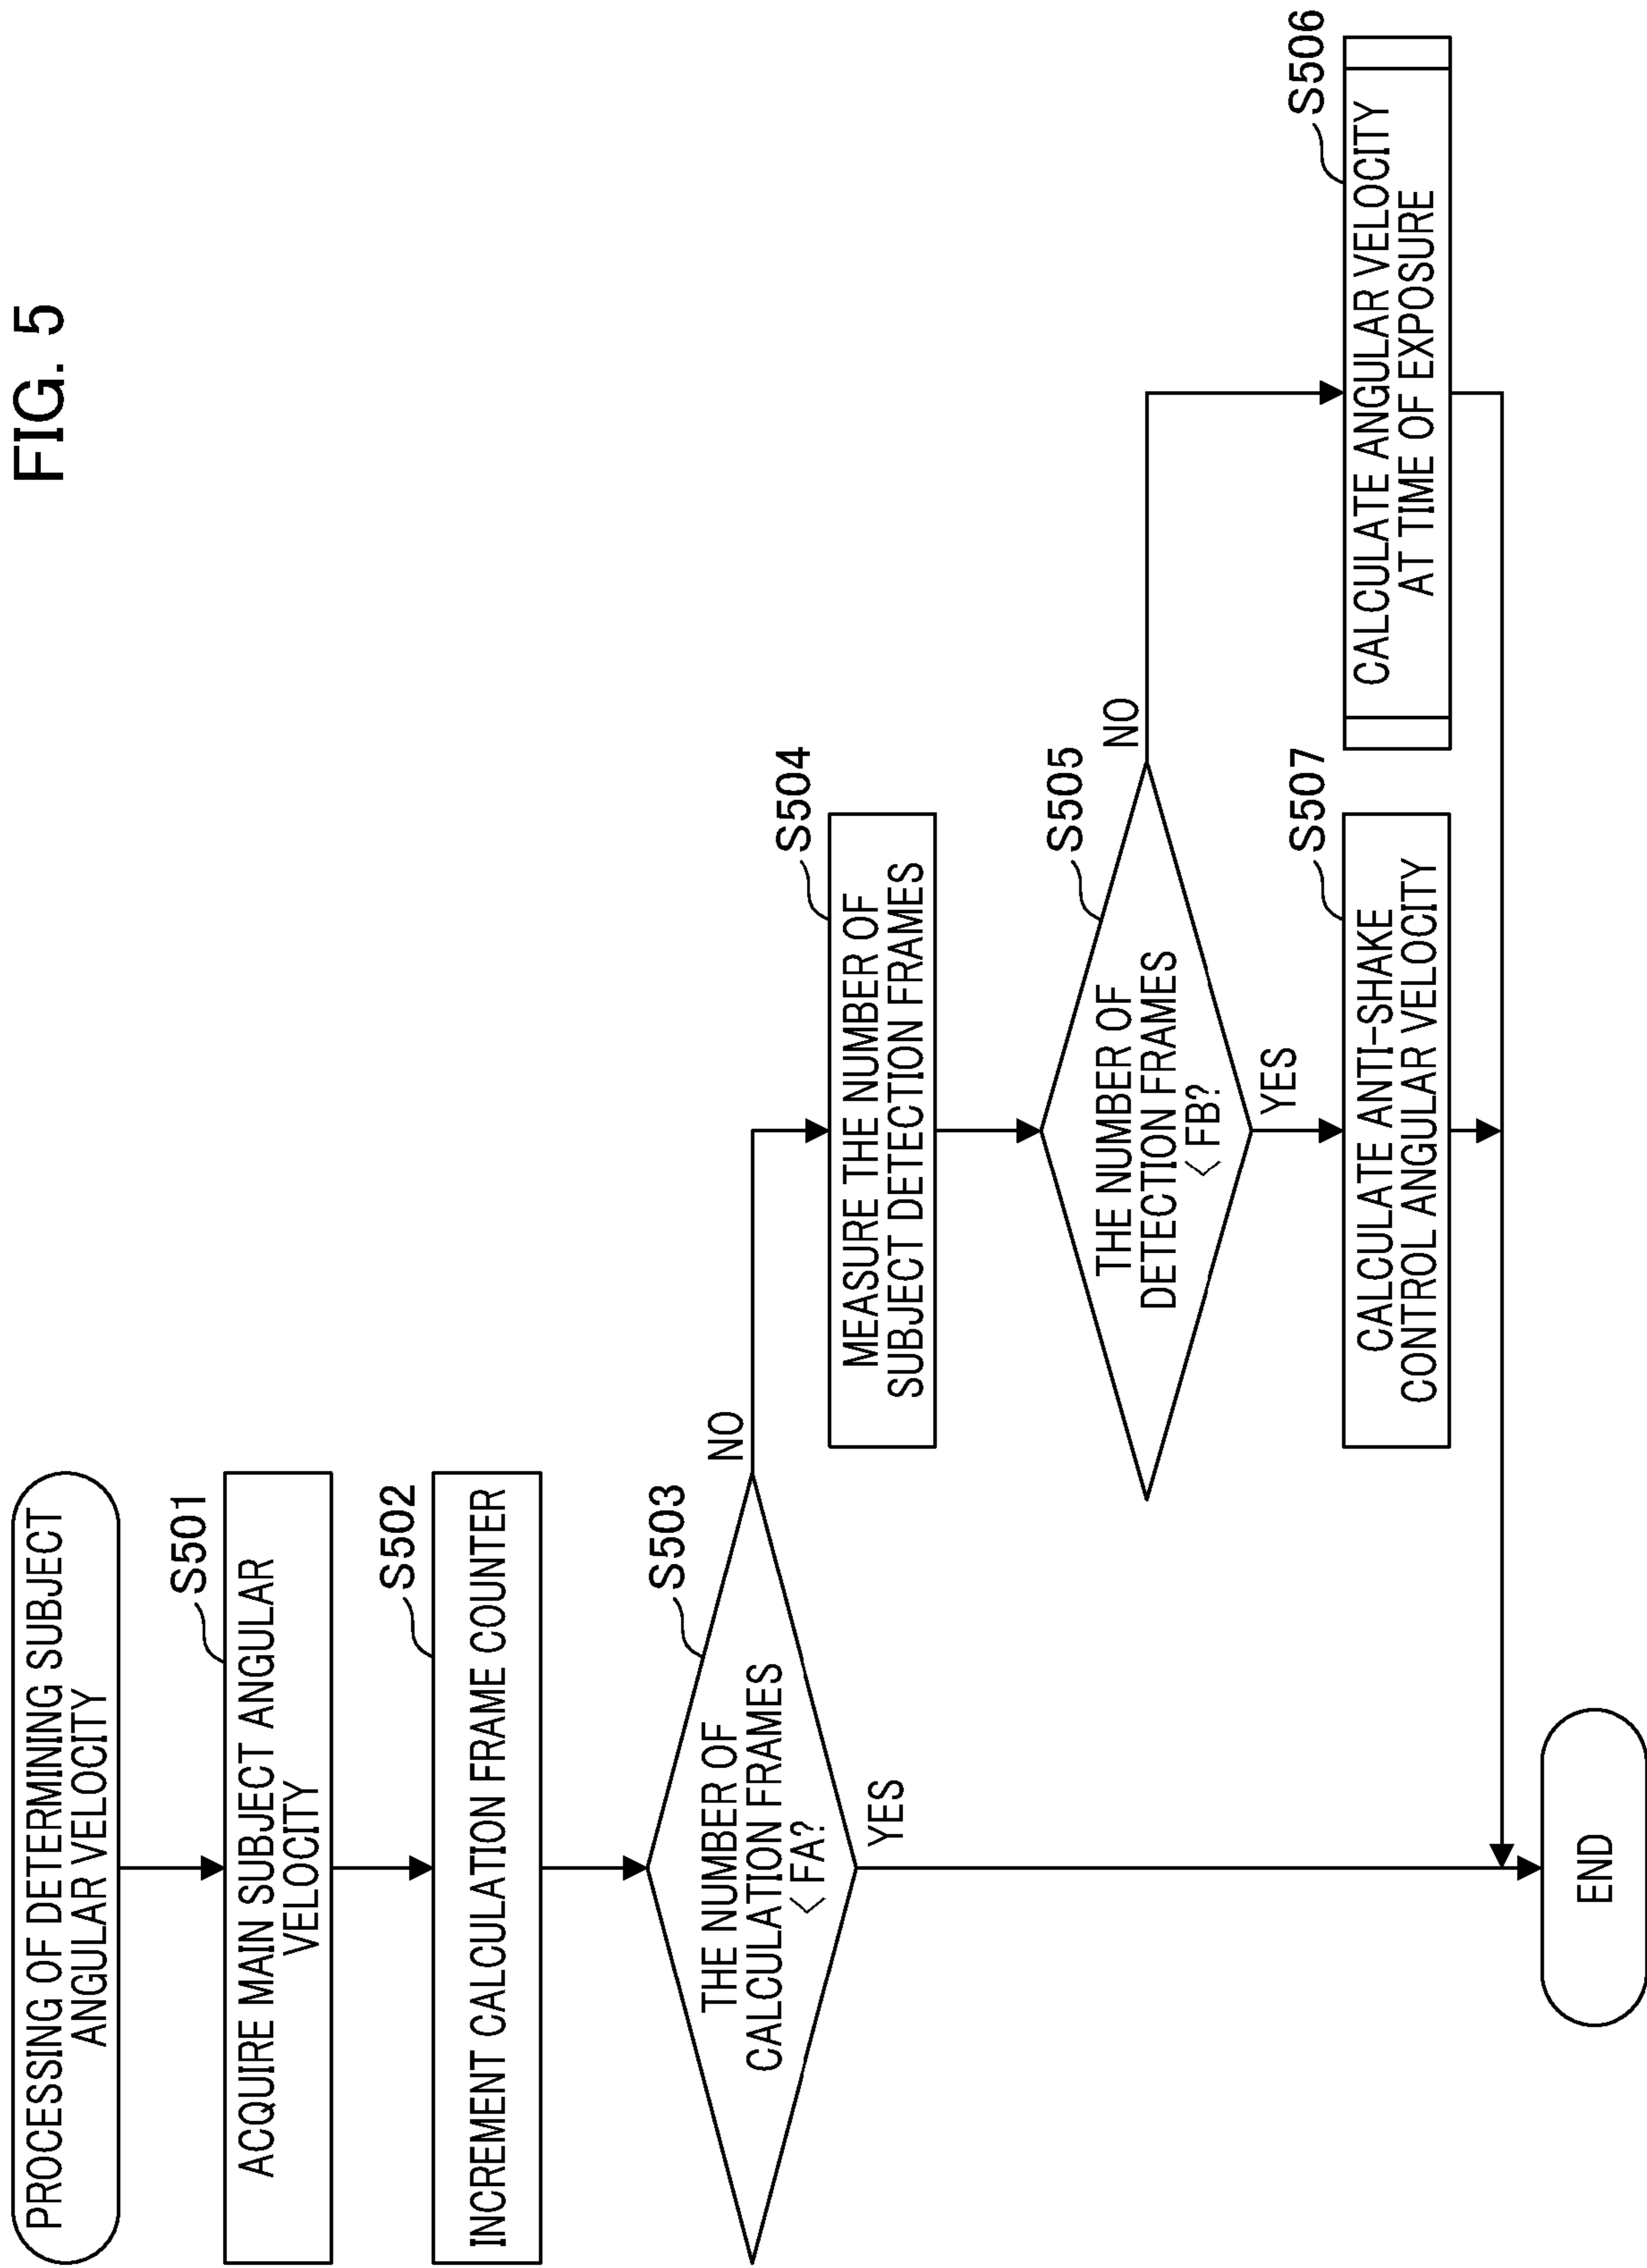 FIG. 5
PROCESSING OF DETERMINING SUBJECT
ANGULAR VELOCITY
S501
ACQUIRE MAIN SUBJECT ANGULAR
VELOCITY
S502
INCREMENT CALCULATION FRAME COUNTER
S503
THE NUMBER OF
CALCULATION FRAMES
<FA?
NO
YES
S504
MEASURE THE NUMBER OF
SUBJECT DETECTION FRAMES
S505
THE NUMBER OF
DETECTION FRAMES
<FB?
NO
YES
S507
CALCULATE ANTI-SHAKE
CONTROL ANGULAR VELOCITY
S506
CALCULATE ANGULAR VELOCITY
AT TIME OF EXPOSURE
END